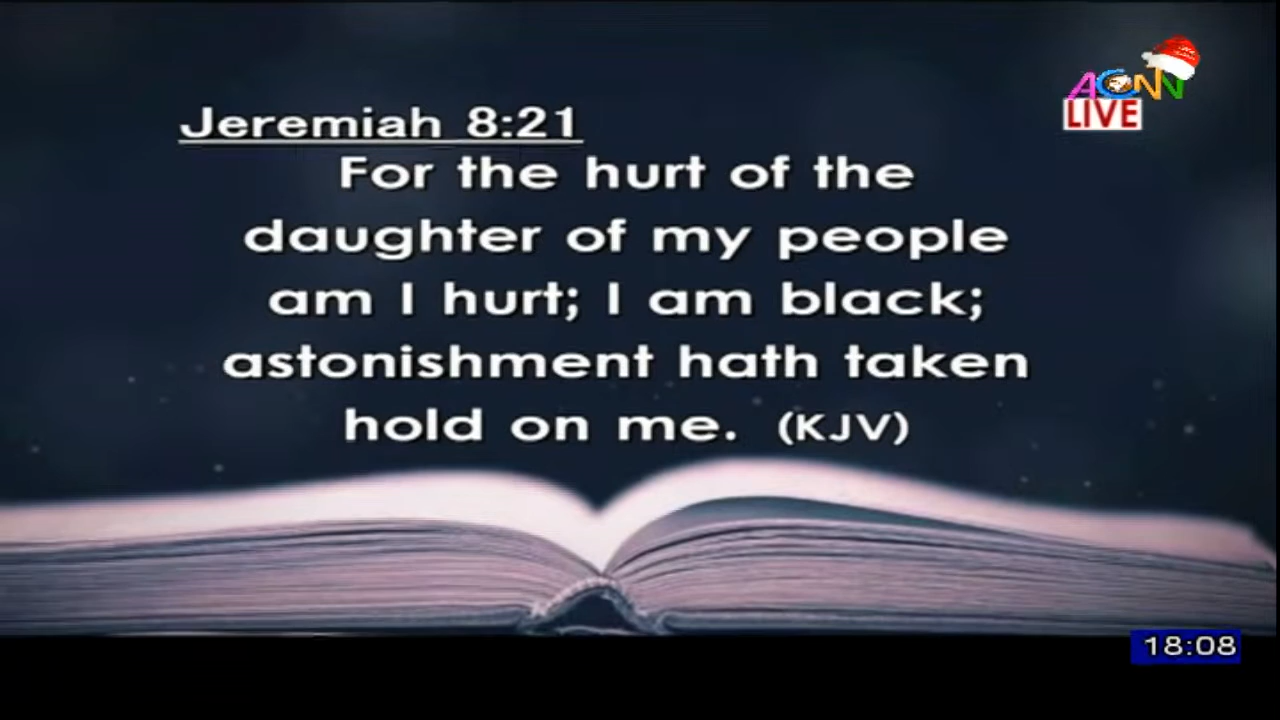 ACNN
LIVE
Jeremiah 8:21
For the hurt of the
daughter of my people
am I hurt; I am black;
astonishment hath taken
hold on me. (KJV)
18:08